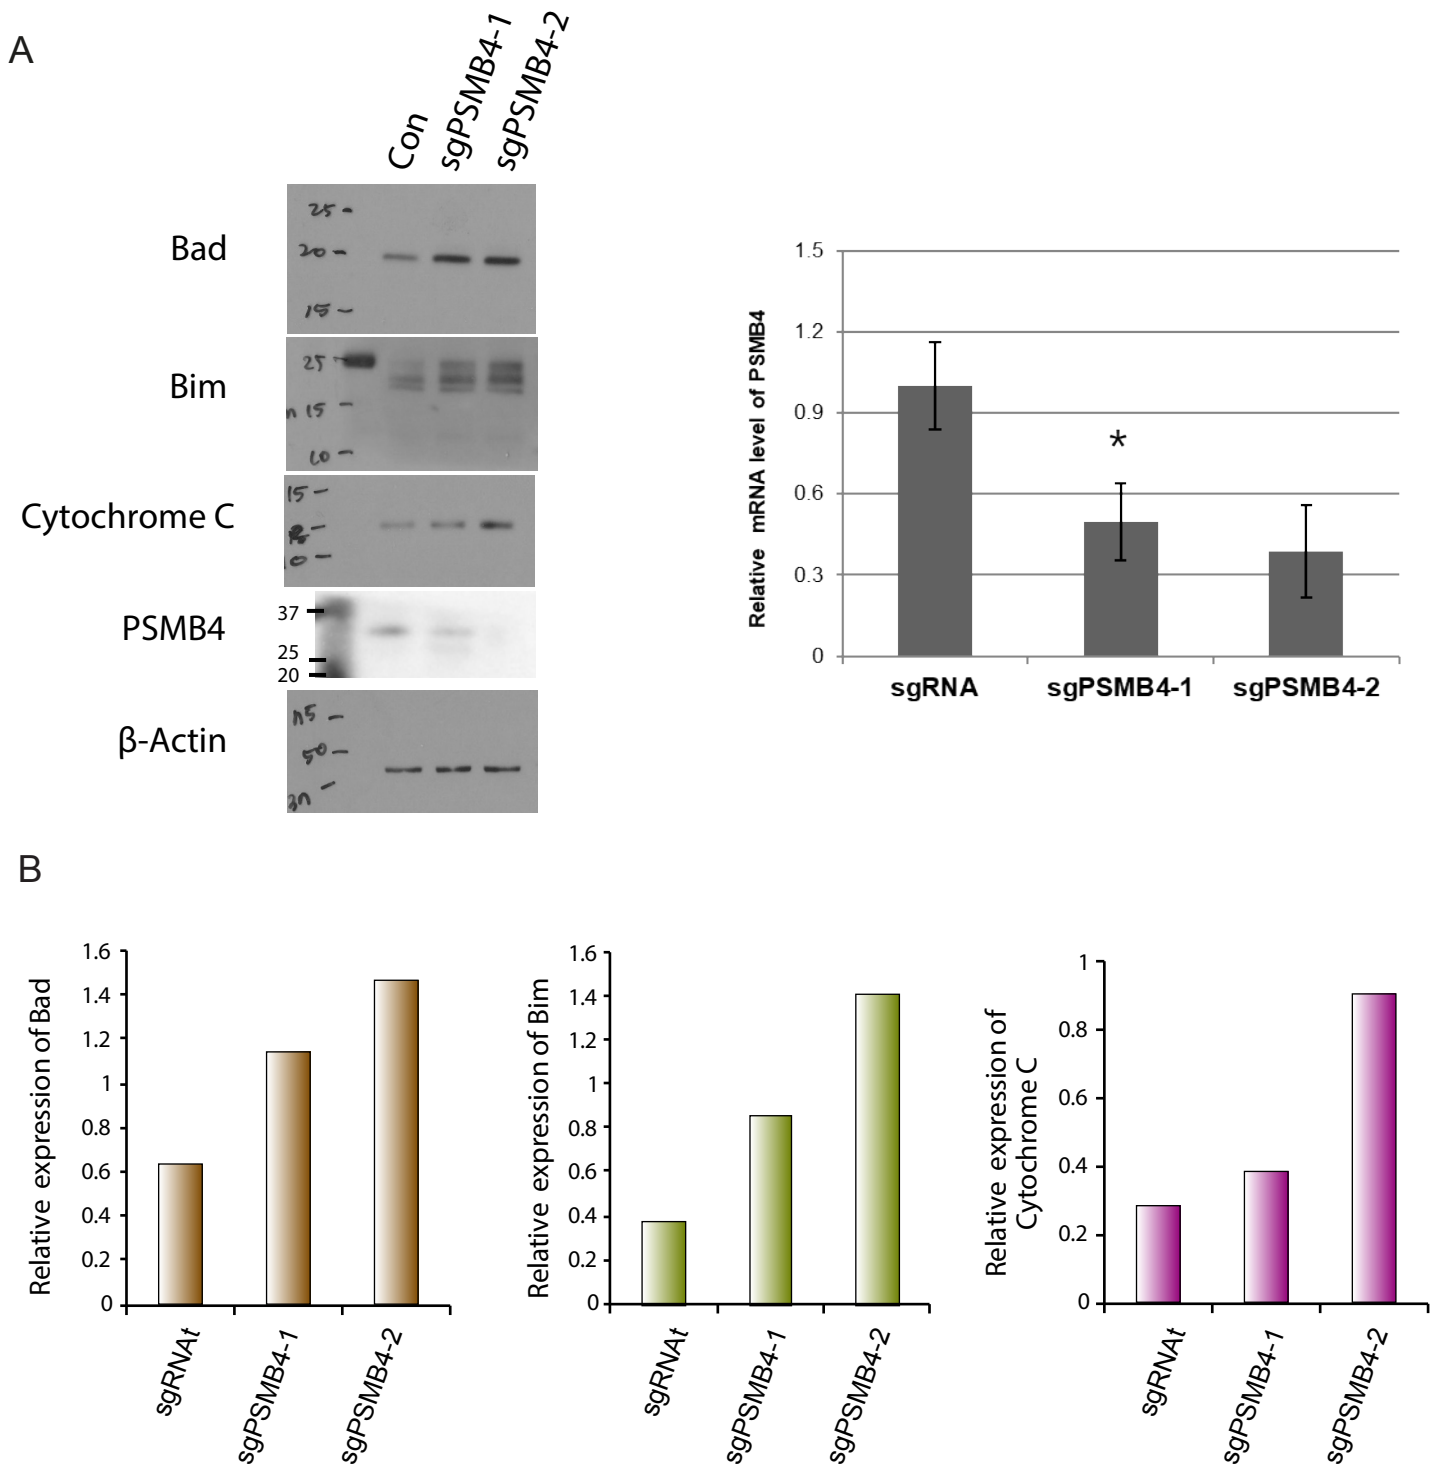 A
Con
sgPSMB4-1
sgPSMB4-2
Bad
25
20
15
Bim
25
15
10
Cytochrome C
15
10
PSMB4
37
25
20
β-Actin
50
Relative mRNA level of PSMB4
1.5
1.2
0.9
0.6
0.3
0
*
sgRNA
sgPSMB4-1
sgPSMB4-2
B
Relative expression of Bad
1.6
1.4
1.2
1
0.8
0.6
0.4
0.2
0
sgRNAt
sgPSMB4-1
sgPSMB4-2
Relative expression of Bim
1.6
1.4
1.2
1
0.8
0.6
0.4
0.2
0
sgRNAt
sgPSMB4-1
sgPSMB4-2
Relative expression of
Cytochrome C
1
0.8
0.6
0.4
0.2
0
sgRNAt
sgPSMB4-1
sgPSMB4-2